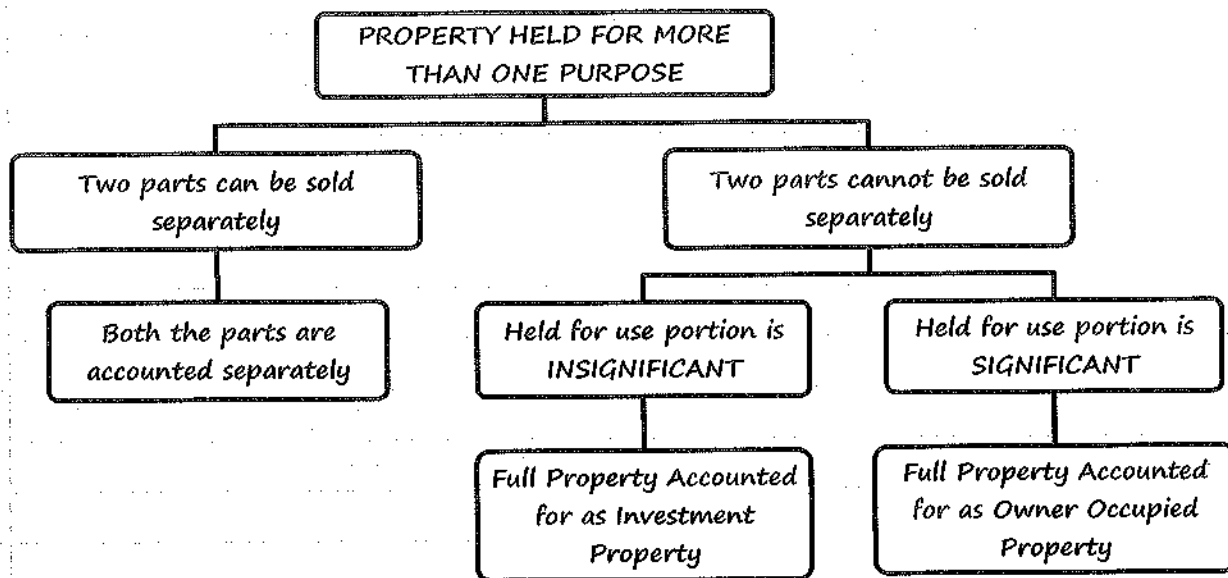 PROPERTY HELD FOR MORE
THAN ONE PURPOSE
Two parts can be sold
separately
Two parts cannot be sold
separately
Both the parts are
accounted separately
Held for use portion is
INSIGNIFICANT
Held for use portion is
SIGNIFICANT
Full Property Accounted
for as Investment
Property
Full Property Accounted
for as Owner Occupied
Property